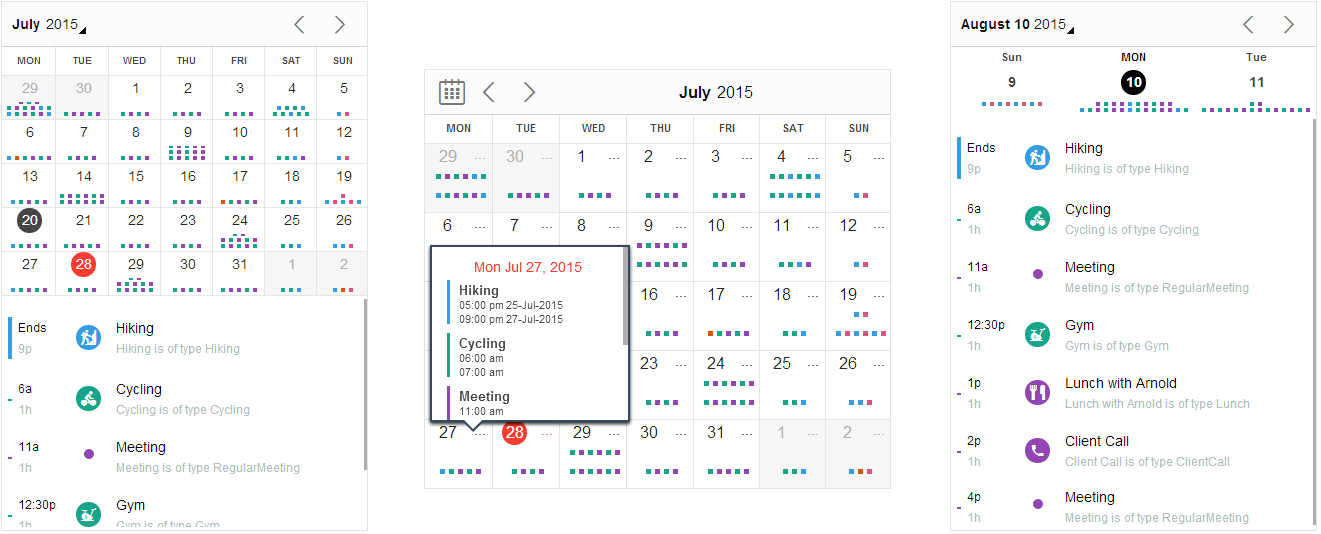 July 2015
MON TUE WED THU FRI SAT SUN
29 30 1 2 3 4 5
6 7 8 9 10 11 12
13 14 15 16 17 18 19
20 21 22 23 24 25 26
27 28 29 30 31 1 2
Ends Hiking
9p Hiking is of type Hiking
6a Cycling
1h Cycling is of type Cycling
11a Meeting
1h Meeting is of type RegularMeeting
12:30p Gym
1h Gym is of type Gym
July 2015
MON TUE WED THU FRI SAT SUN
29 ... 30 ... 1 ... 2 ... 3 ... 4 ... 5 ...
6 ... 7 ... 8 ... 9 ... 10 ... 11 ... 12 ...
Mon Jul 27, 2015
Hiking
05:00 pm 25-Jul-2015
09:00 pm 27-Jul-2015
Cycling
06:00 am
07:00 am
Meeting
11:00 am
16 ... 17 ... 18 ... 19 ...
23 ... 24 ... 25 ... 26 ...
27 ... 28 ... 29 ... 30 ... 31 ... 1 ... 2 ...
August 10 2015
Sun MON Tue
9 10 11
Ends Hiking
9p Hiking is of type Hiking
6a Cycling
1h Cycling is of type Cycling
11a Meeting
1h Meeting is of type RegularMeeting
12:30p Gym
1h Gym is of type Gym
1p Lunch with Arnold
1h Lunch with Arnold is of type Lunch
2p Client Call
1h Client Call is of type ClientCall
4p Meeting
1h Meeting is of type RegularMeeting